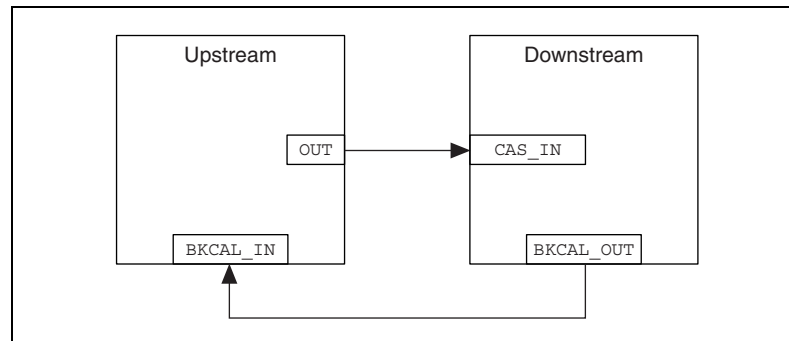 Upstream
Downstream
OUT
CAS_IN
BKCAL_IN
BKCAL_OUT